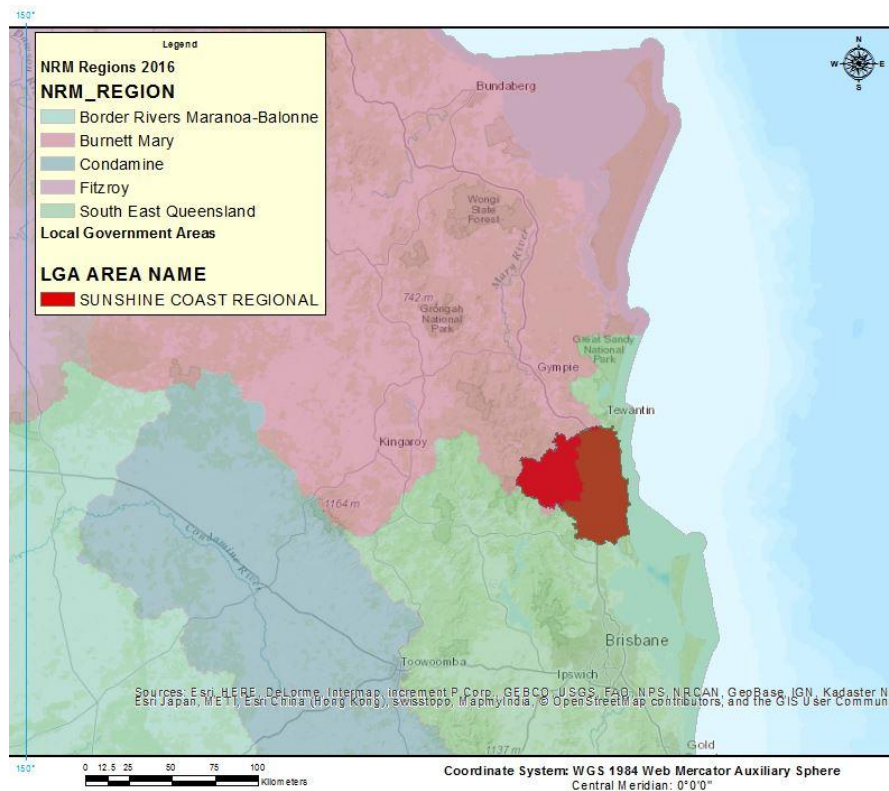 150°
Legend
NRM Regions 2016
NRM_REGION
Border Rivers Maranoa-Balonne
Burnett Mary
Condamine
Fitzroy
South East Queensland
Local Government Areas
LGA AREA NAME
SUNSHINE COAST REGIONAL
N
W E
S
Bundaberg
Wongi
State
Forest
Mary River
742 m
Grongah
National
Park
Great Sandy
National
Park
Gympie
Tewantin
Kingaroy
1164 m
Condamine River
Brisbane
Toowoomba
Ipswich
Sources: Esri, HERE, DeLorme, Intermap, increment P Corp., GEBCO, USGS, FAO, NPS, NRCAN, GeoBase, IGN, Kadaster N
Esri Japan, METI, Esri China (Hong Kong), swisstopo, MapmyIndia, © OpenStreetMap contributors, and the GIS User Commun
Gold
1137 m
150°
0 12.5 25 50 75 100
Kilometers
Coordinate System: WGS 1984 Web Mercator Auxiliary Sphere
Central Meridian: 0°0'0"